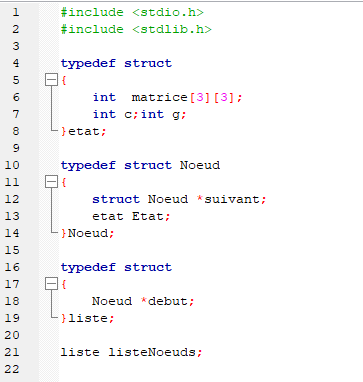 1 #include <stdio.h>
2 #include <stdlib.h>
3
4 typedef struct
5 {
6 int  matrice[3][3];
7 int c;int g;
8 }etat;
9
10 typedef struct Noeud
11 {
12 struct Noeud *suivant;
13 etat Etat;
14 }Noeud;
15
16 typedef struct
17 {
18 Noeud *debut;
19 }liste;
20
21 liste listeNoeuds;
22